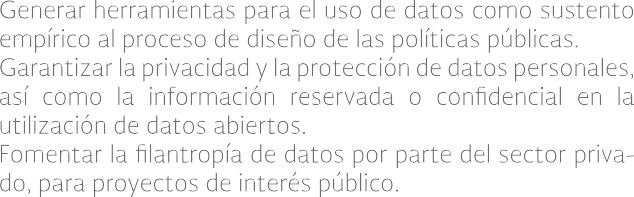 Generar herramientas para el uso de datos como sustento
empírico al proceso de diseño de las políticas públicas.
Garantizar la privacidad y la protección de datos personales,
así como la información reservada o confidencial en la
utilización de datos abiertos.
Fomentar la filantropía de datos por parte del sector priva-
do, para proyectos de interés público.